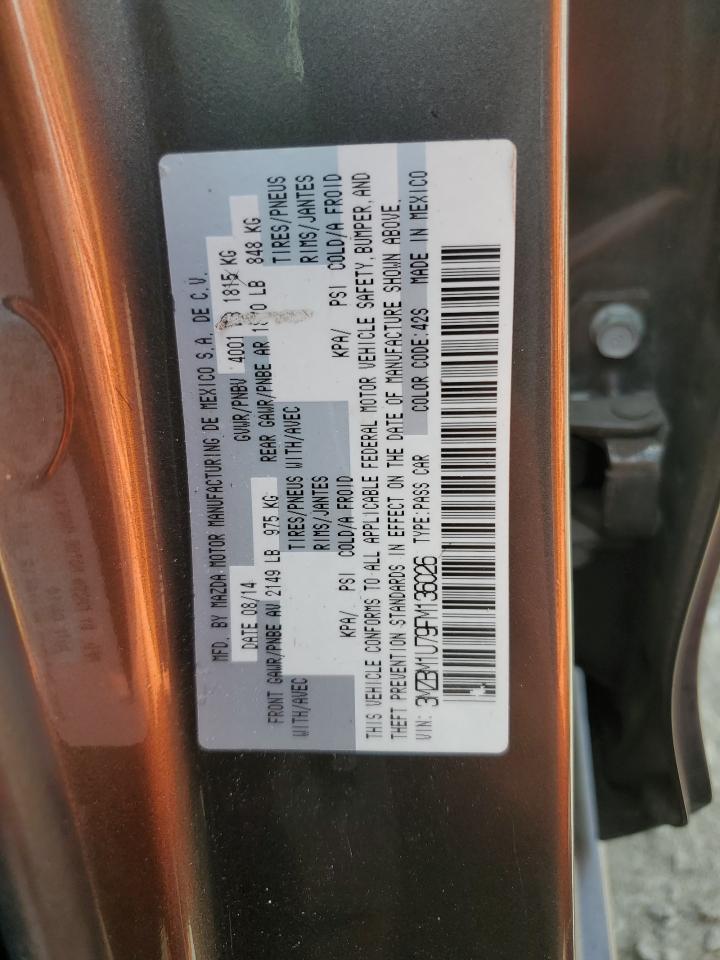 MFD. BY MAZDA MOTOR MANUFACTURING DE MEXICO S.A. DE C.V.
DATE 08/14 GVWR/PNBV 4001 1815 KG
FRONT GAWR/PNBE AV 2149 LB 975 KG REAR GAWR/PNBE AR LB 848 KG
WITH/AVEC TIRES/PNEUS WITH/AVEC TIRES/PNEUS
RIMS/JANTES RIMS/JANTES
KPA/ PSI COLD/A FROID KPA/ PSI COLD/A FROID
THIS VEHICLE CONFORMS TO ALL APPLICABLE FEDERAL MOTOR VEHICLE SAFETY, BUMPER, AND
THEFT PREVENTION STANDARDS IN EFFECT ON THE DATE OF MANUFACTURE SHOWN ABOVE.
VIN: 3MZBM1U79FM136026 TYPE:PASS CAR COLOR CODE:42S MADE IN MEXICO